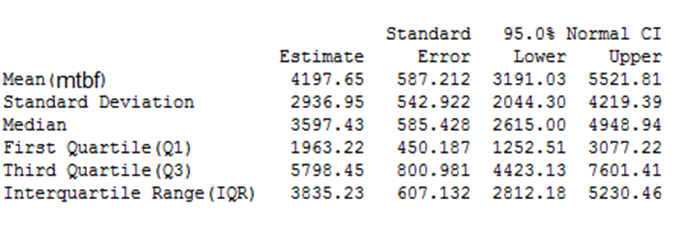 Standard 95.0% Normal CI
Estimate Error Lower Upper
Mean(mtbf) 4197.65 587.212 3191.03 5521.81
Standard Deviation 2936.95 542.922 2044.30 4219.39
Median 3597.43 585.428 2615.00 4948.94
First Quartile(Q1) 1963.22 450.187 1252.51 3077.22
Third Quartile(Q3) 5798.45 800.981 4423.13 7601.41
Interquartile Range(IQR) 3835.23 607.132 2812.18 5230.46